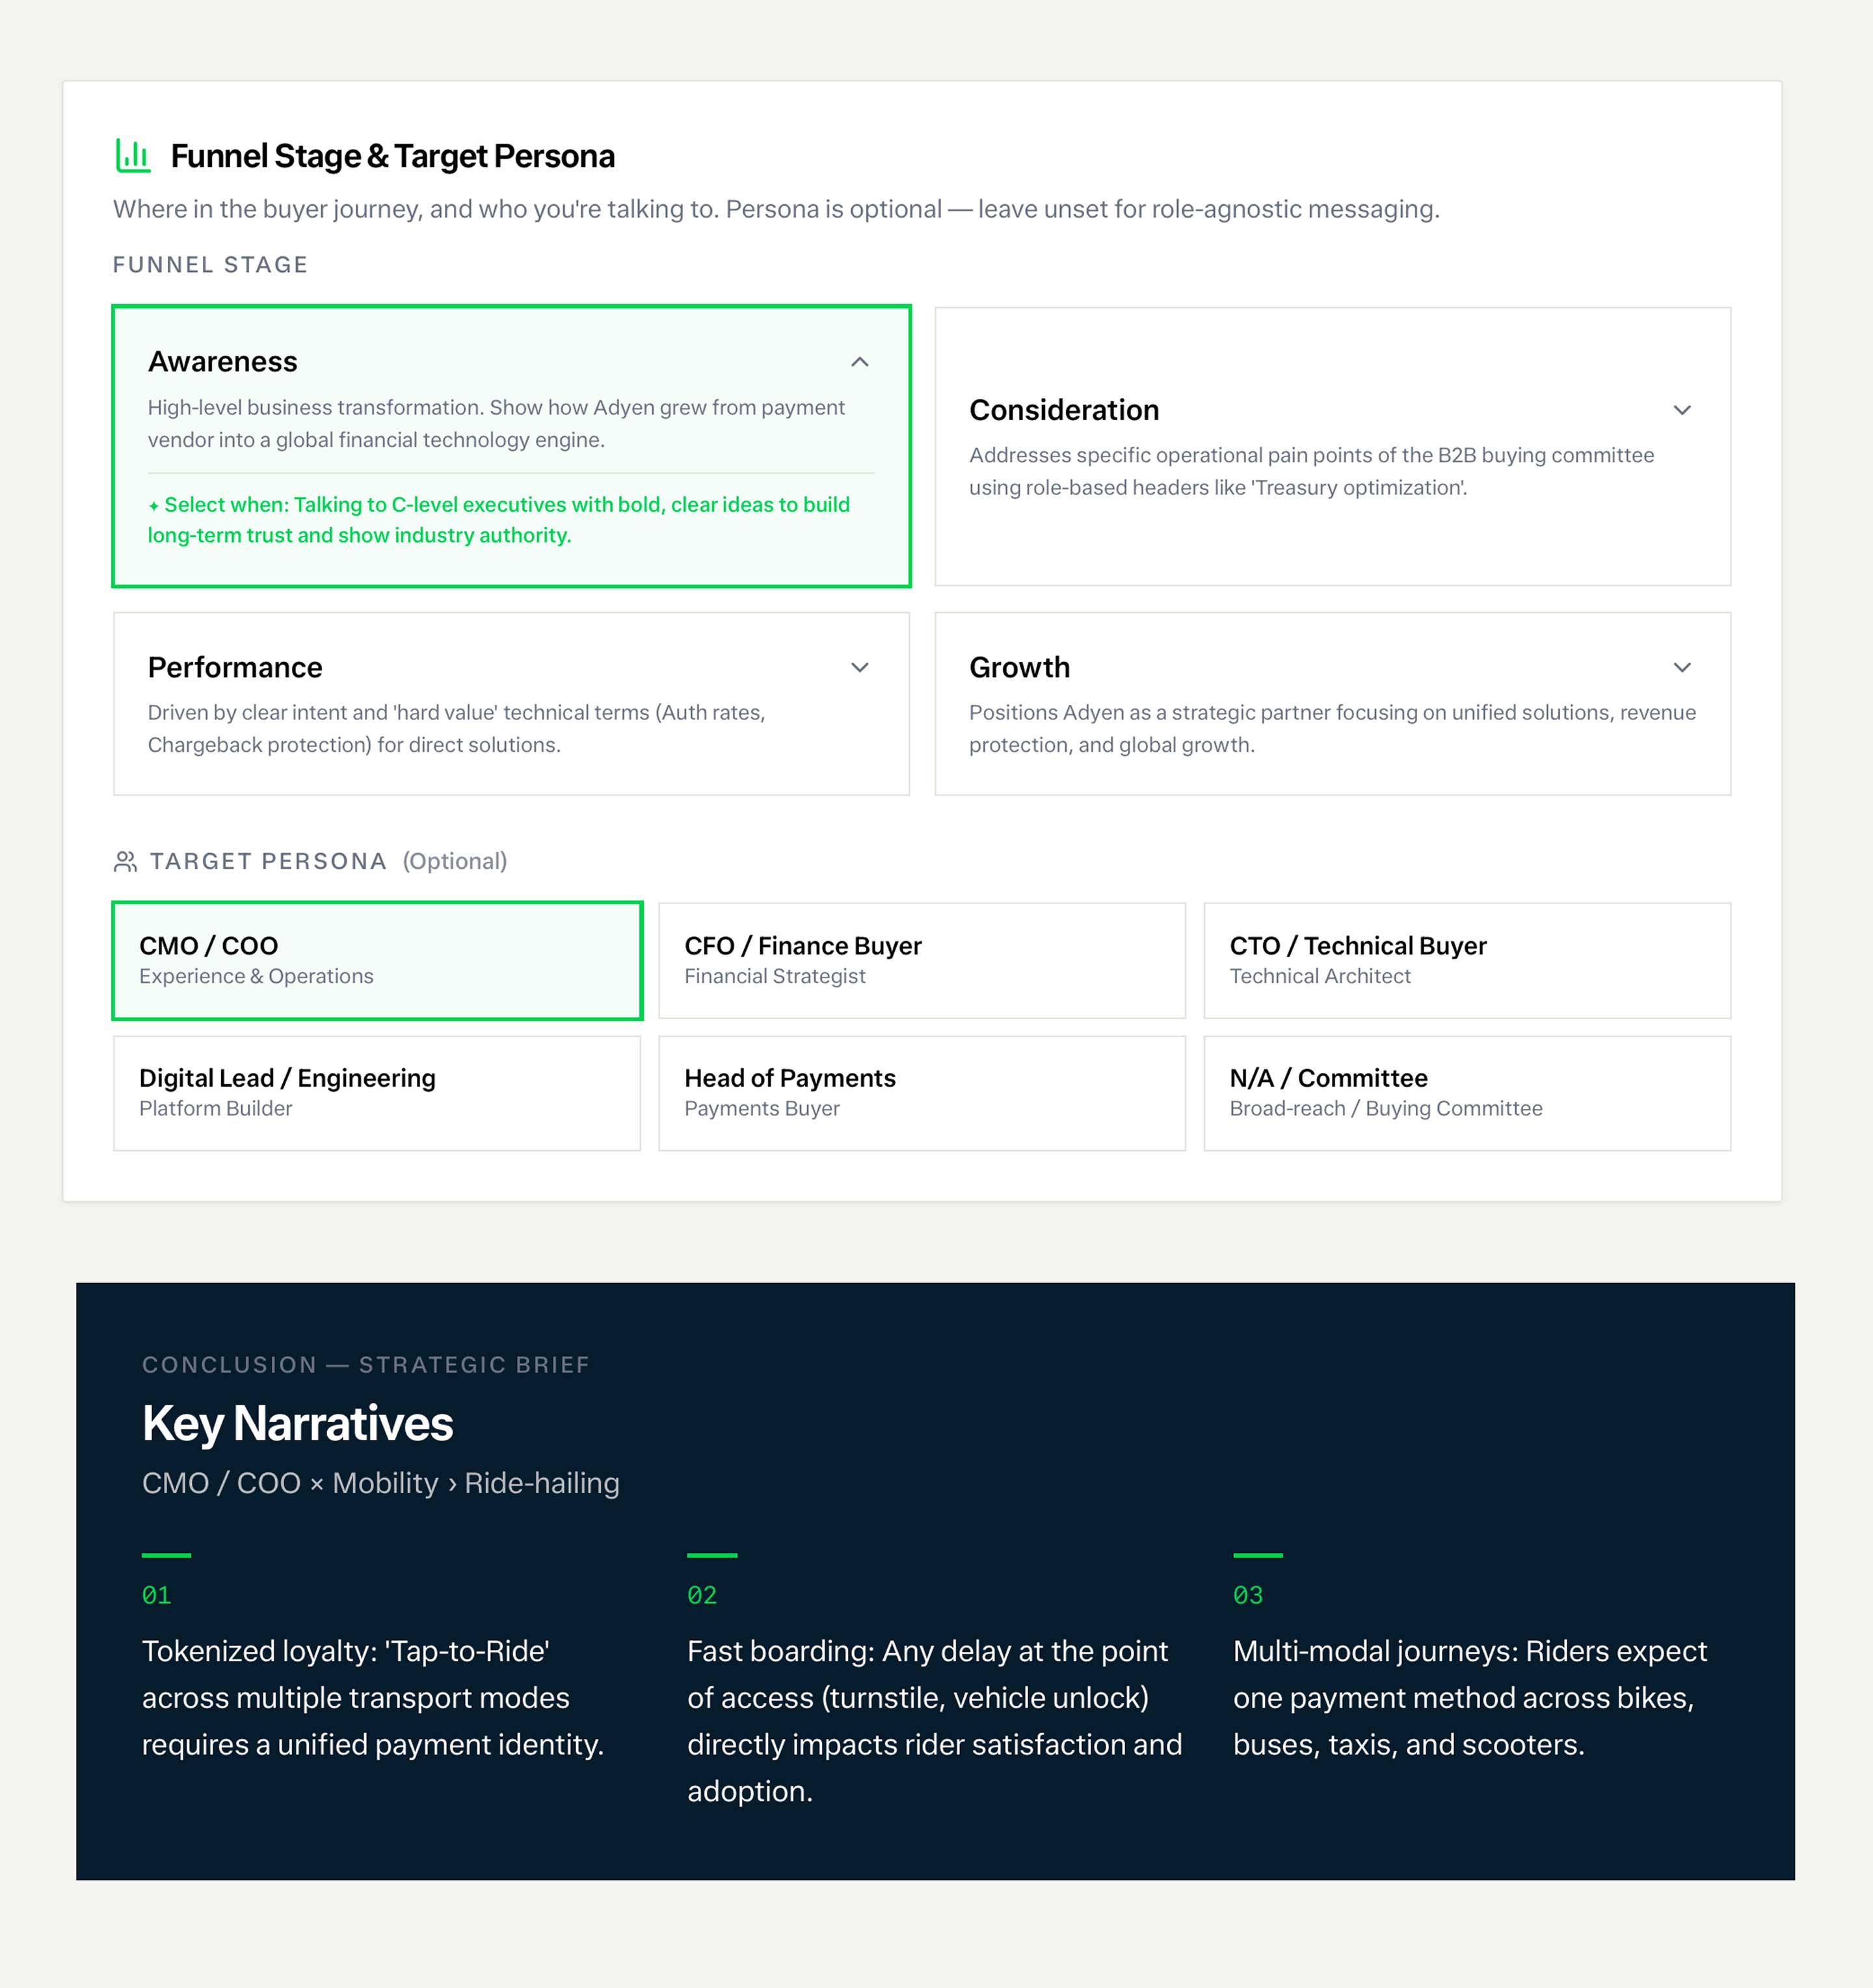 Funnel Stage & Target Persona
Where in the buyer journey, and who you're talking to. Persona is optional — leave unset for role-agnostic messaging.
FUNNEL STAGE
Awareness
High-level business transformation. Show how Adyen grew from payment
vendor into a global financial technology engine.
✦ Select when: Talking to C-level executives with bold, clear ideas to build
long-term trust and show industry authority.
Consideration
Addresses specific operational pain points of the B2B buying committee
using role-based headers like 'Treasury optimization'.
Performance
Driven by clear intent and 'hard value' technical terms (Auth rates,
Chargeback protection) for direct solutions.
Growth
Positions Adyen as a strategic partner focusing on unified solutions, revenue
protection, and global growth.
TARGET PERSONA (Optional)
CMO / COO
Experience & Operations
CFO / Finance Buyer
Financial Strategist
CTO / Technical Buyer
Technical Architect
Digital Lead / Engineering
Platform Builder
Head of Payments
Payments Buyer
N/A / Committee
Broad-reach / Buying Committee
CONCLUSION — STRATEGIC BRIEF
Key Narratives
CMO / COO × Mobility › Ride-hailing
01
Tokenized loyalty: 'Tap-to-Ride'
across multiple transport modes
requires a unified payment identity.
02
Fast boarding: Any delay at the point
of access (turnstile, vehicle unlock)
directly impacts rider satisfaction and
adoption.
03
Multi-modal journeys: Riders expect
one payment method across bikes,
buses, taxis, and scooters.